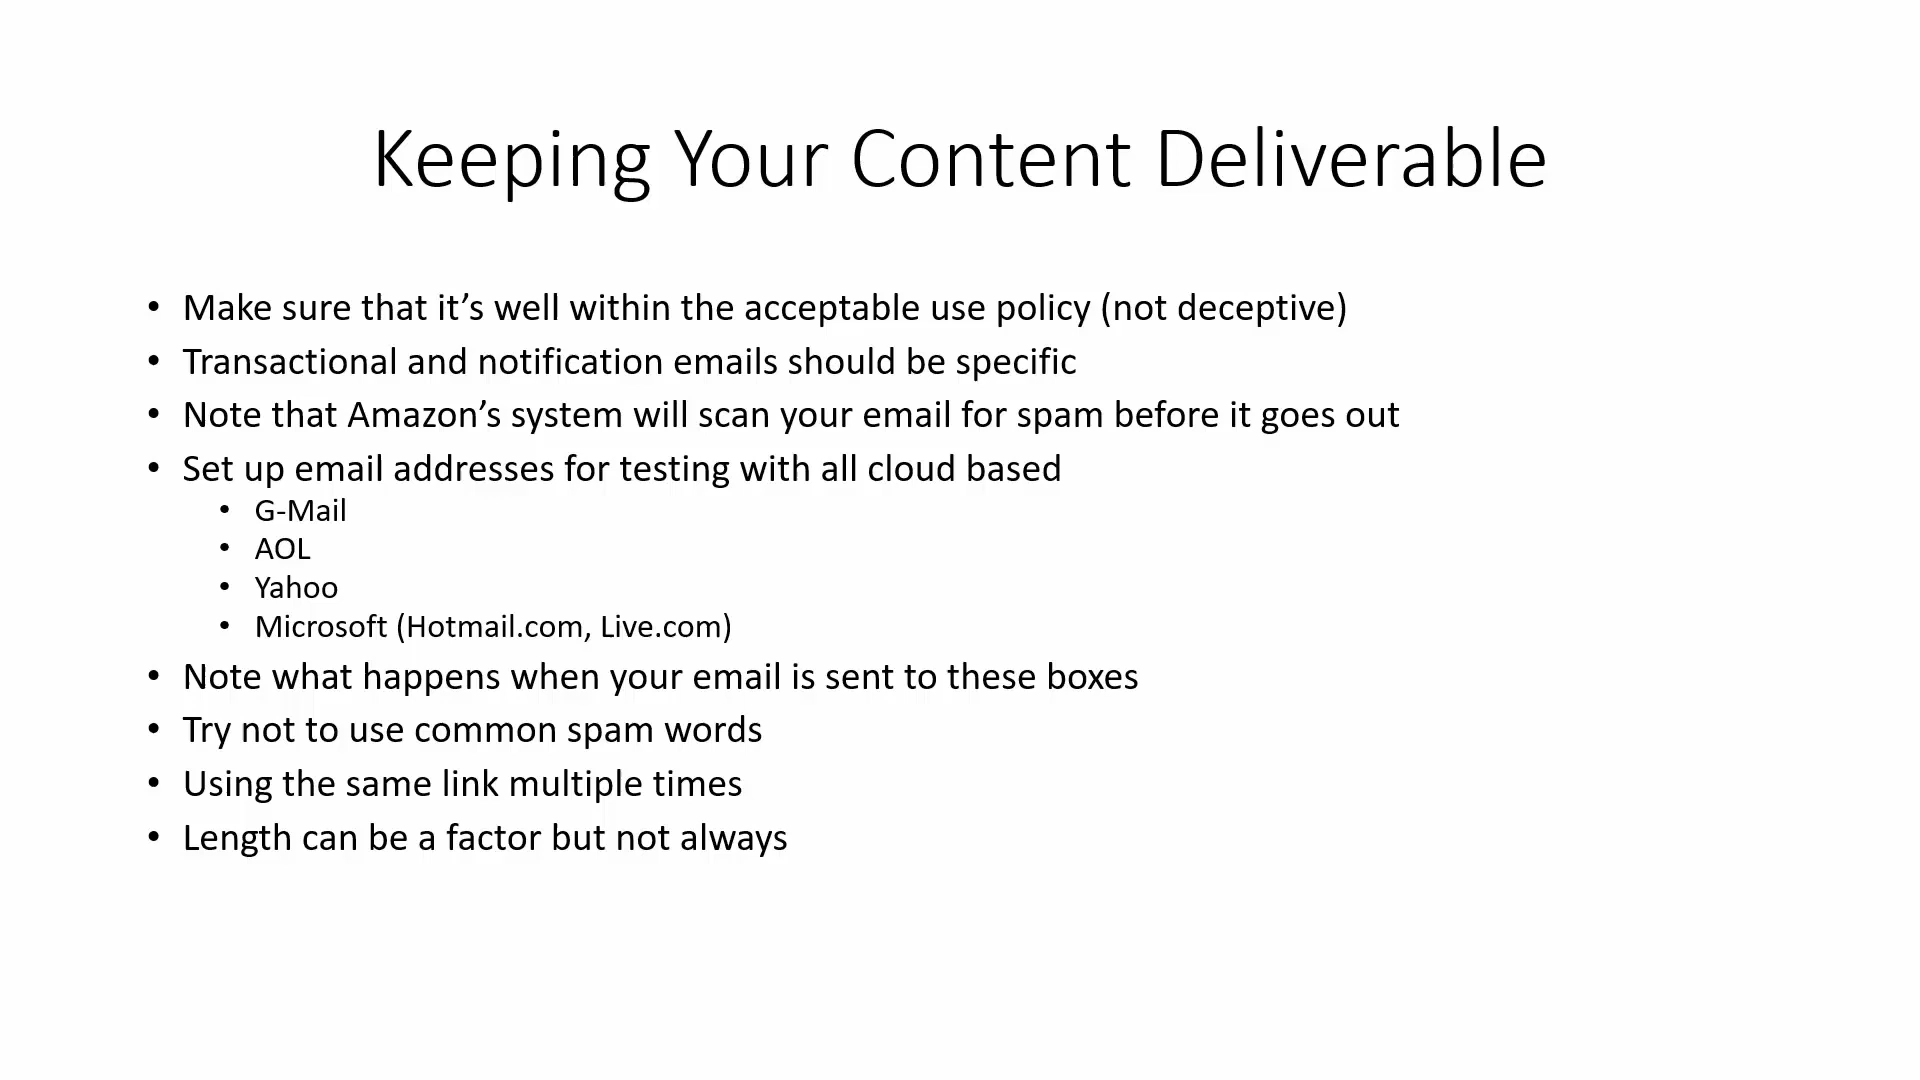 Keeping Your Content Deliverable
• Make sure that it’s well within the acceptable use policy (not deceptive)
• Transactional and notification emails should be specific
• Note that Amazon’s system will scan your email for spam before it goes out
• Set up email addresses for testing with all cloud based
• G-Mail
• AOL
• Yahoo
• Microsoft (Hotmail.com, Live.com)
• Note what happens when your email is sent to these boxes
• Try not to use common spam words
• Using the same link multiple times
• Length can be a factor but not always